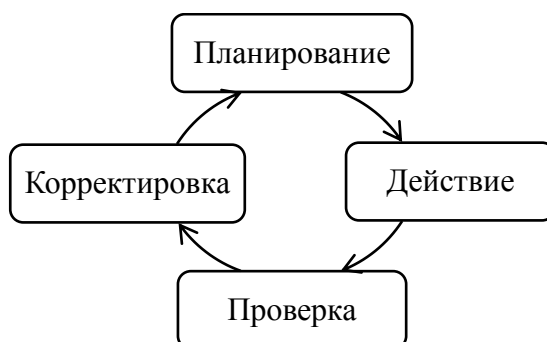 Планирование
Корректировка
Действие
Проверка